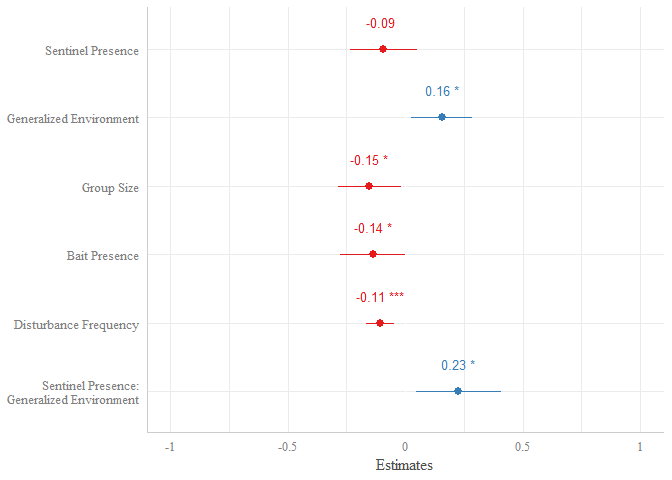 -0.09
Sentinel Presence
0.16 *
Generalized Environment
-0.15 *
Group Size
-0.14 *
Bait Presence
-0.11 ***
Disturbance Frequency
0.23 *
Sentinel Presence:
Generalized Environment
-1
-0.5
0
0.5
1
Estimates